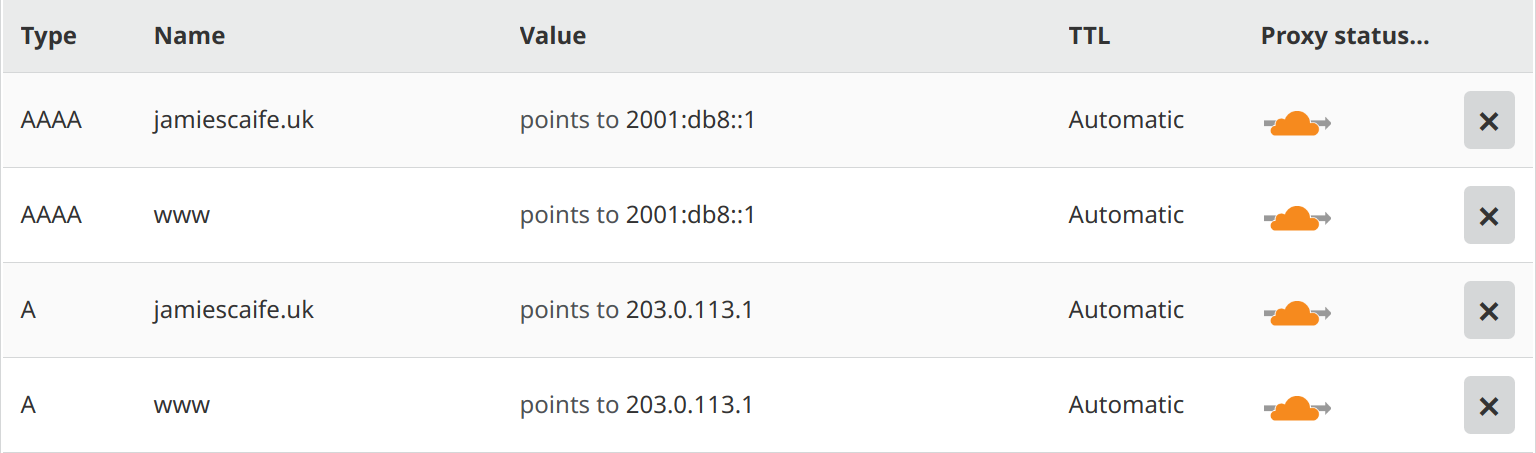 Type Name Value TTL Proxy status...
AAAA jamiescaife.uk points to 2001:db8::1 Automatic
AAAA www points to 2001:db8::1 Automatic
A jamiescaife.uk points to 203.0.113.1 Automatic
A www points to 203.0.113.1 Automatic